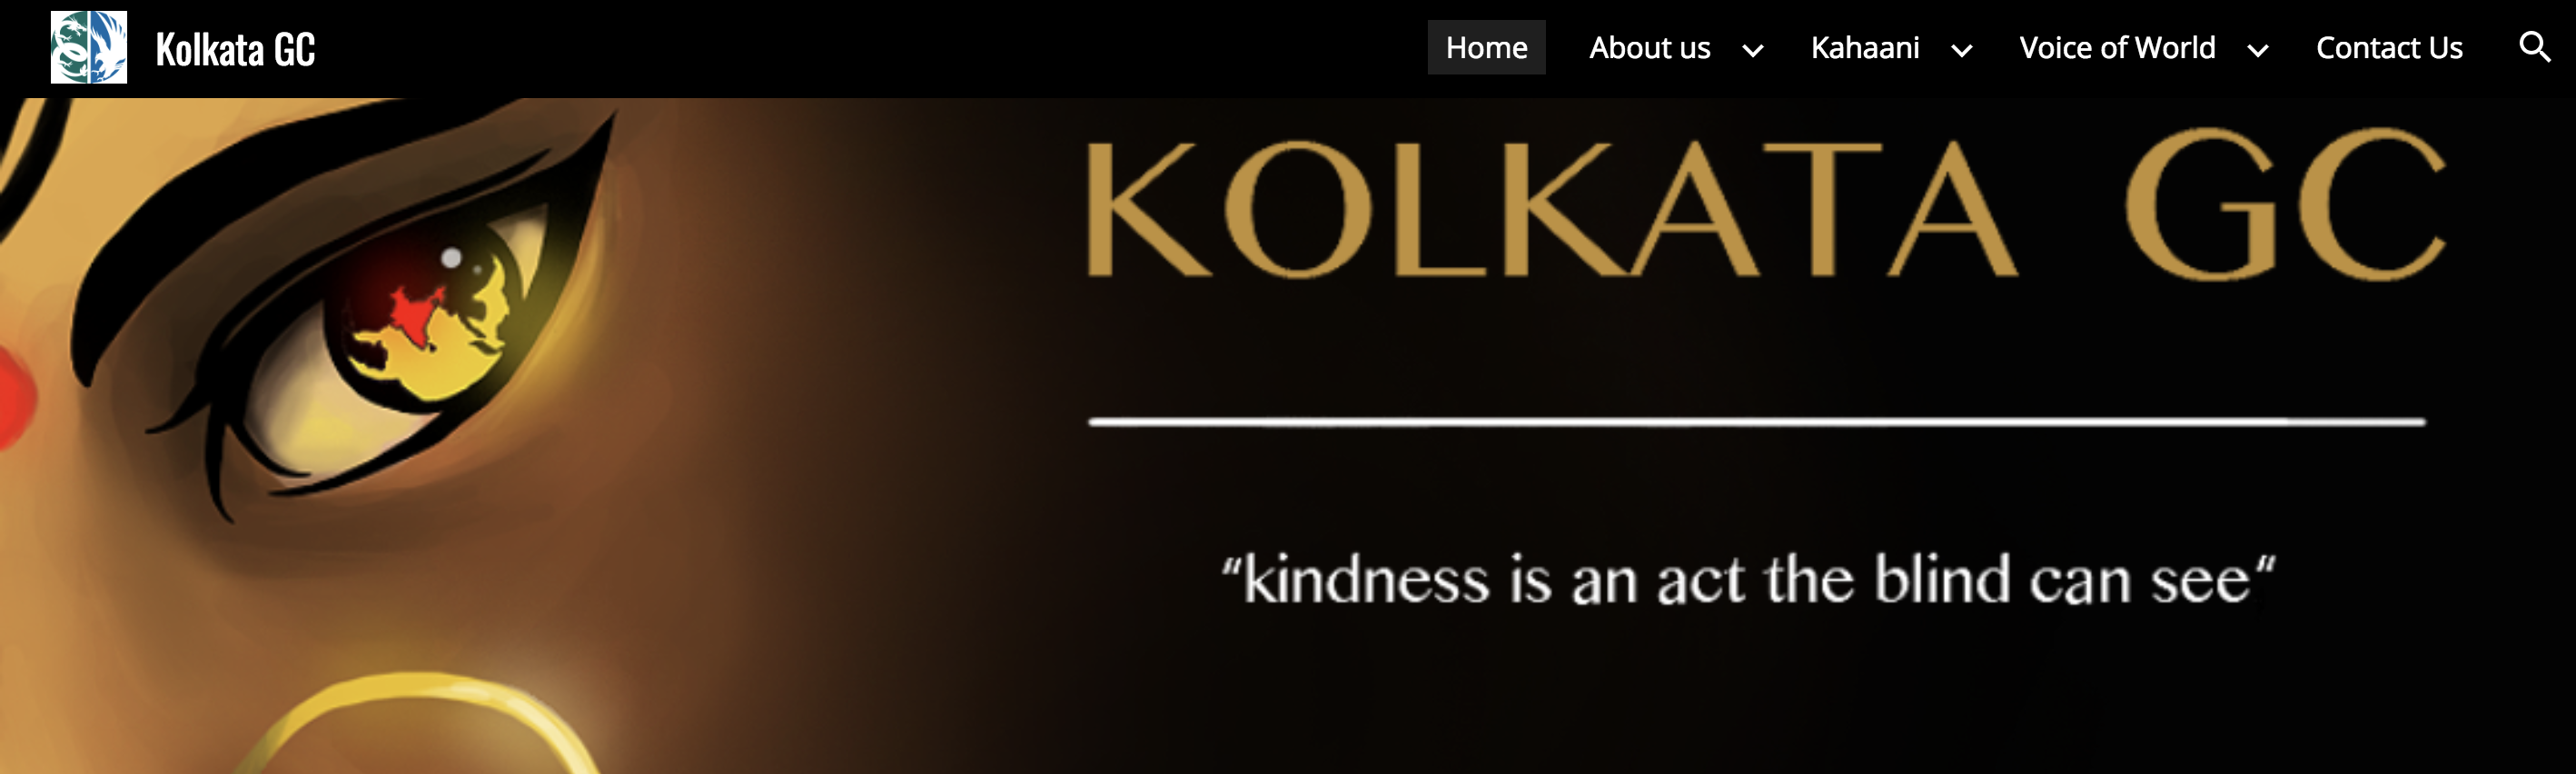 Kolkata GC
Home
About us
Kahaani
Voice of World
Contact Us
KOLKATA GC
"kindness is an act the blind can see"